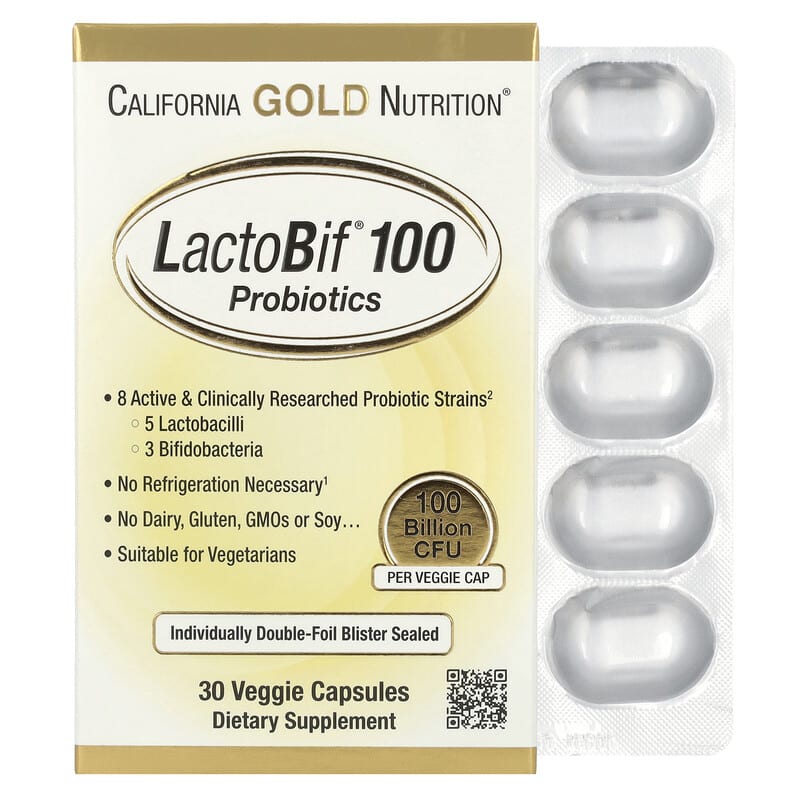 CALIFORNIA GOLD NUTRITION®
LactoBif® 100
Probiotics
• 8 Active & Clinically Researched Probiotic Strains²
○ 5 Lactobacilli
○ 3 Bifidobacteria
• No Refrigeration Necessary¹
• No Dairy, Gluten, GMOs or Soy…
• Suitable for Vegetarians
100
Billion
CFU
PER VEGGIE CAP
Individually Double-Foil Blister Sealed
30 Veggie Capsules
Dietary Supplement